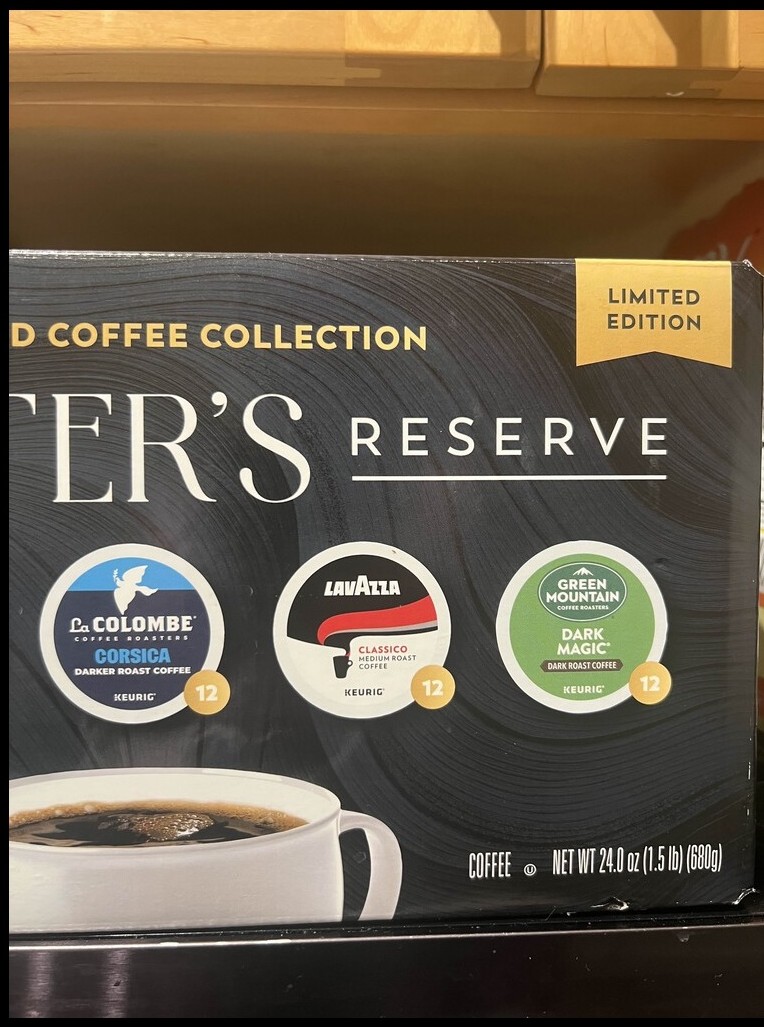 LIMITED
EDITION
D COFFEE COLLECTION
TER'S RESERVE
La COLOMBE
COFFEE ROASTERS
CORSICA
DARKER ROAST COFFEE
KEURIG
12
LAVAZZA
CLASSICO
MEDIUM ROAST
COFFEE
KEURIG
12
GREEN
MOUNTAIN
COFFEE ROASTERS
DARK
MAGIC®
DARK ROAST COFFEE
KEURIG
12
COFFEE U NET WT 24.0 oz (1.5 lb) (680g)